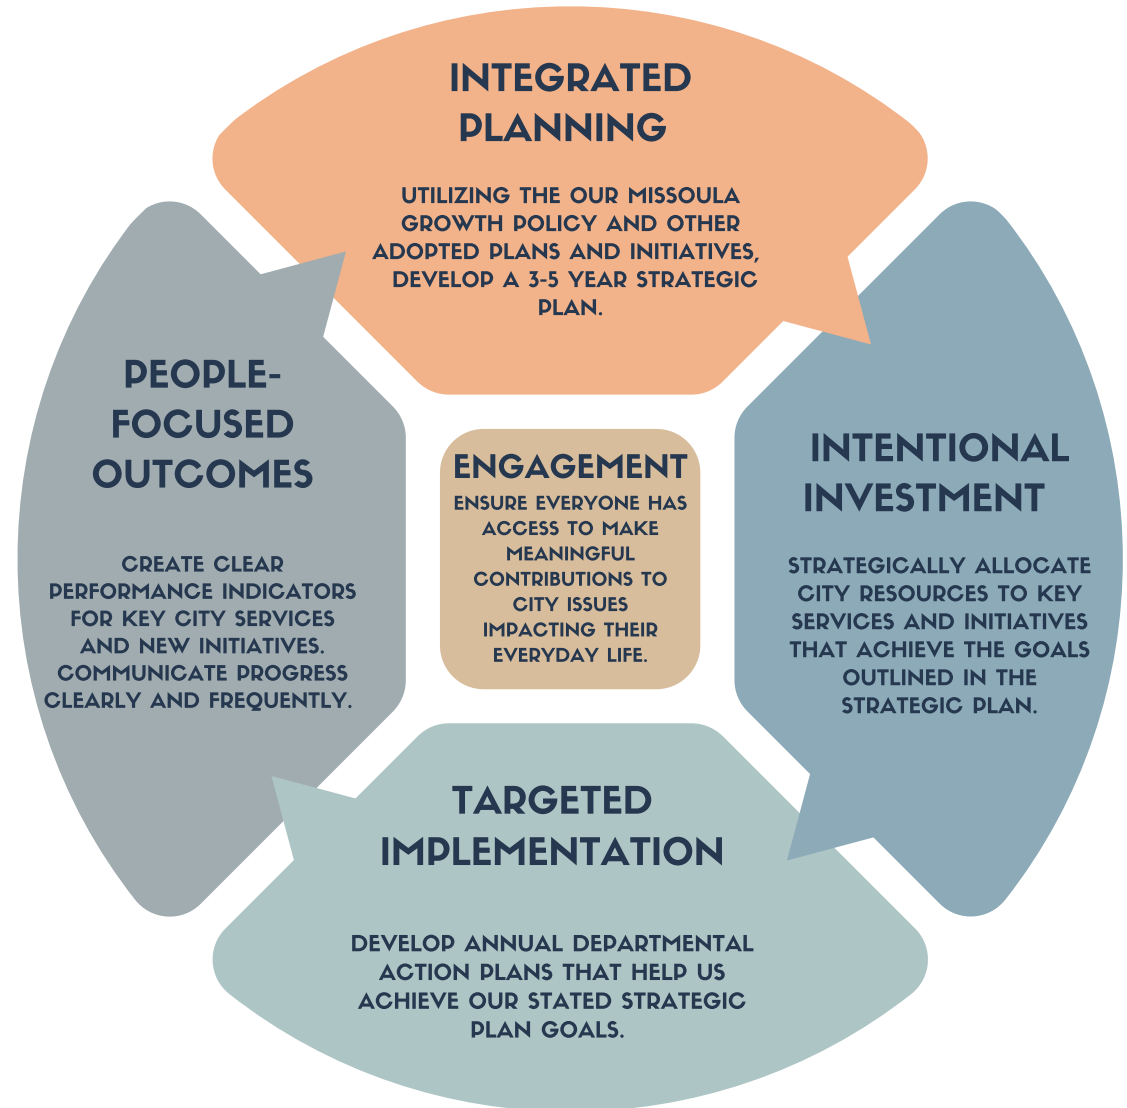 INTEGRATED
PLANNING
UTILIZING THE OUR MISSOULA
GROWTH POLICY AND OTHER
ADOPTED PLANS AND INITIATIVES,
DEVELOP A 3-5 YEAR STRATEGIC
PLAN.
INTENTIONAL
INVESTMENT
STRATEGICALLY ALLOCATE
CITY RESOURCES TO KEY
SERVICES AND INITIATIVES
THAT ACHIEVE THE GOALS
OUTLINED IN THE
STRATEGIC PLAN.
TARGETED
IMPLEMENTATION
DEVELOP ANNUAL DEPARTMENTAL
ACTION PLANS THAT HELP US
ACHIEVE OUR STATED STRATEGIC
PLAN GOALS.
PEOPLE-
FOCUSED
OUTCOMES
CREATE CLEAR
PERFORMANCE INDICATORS
FOR KEY CITY SERVICES
AND NEW INITIATIVES.
COMMUNICATE PROGRESS
CLEARLY AND FREQUENTLY.
ENGAGEMENT
ENSURE EVERYONE HAS
ACCESS TO MAKE
MEANINGFUL
CONTRIBUTIONS TO
CITY ISSUES
IMPACTING THEIR
EVERYDAY LIFE.